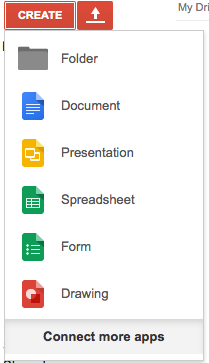 CREATE
My Dri
Folder
Document
Presentation
Spreadsheet
Form
Drawing
Connect more apps